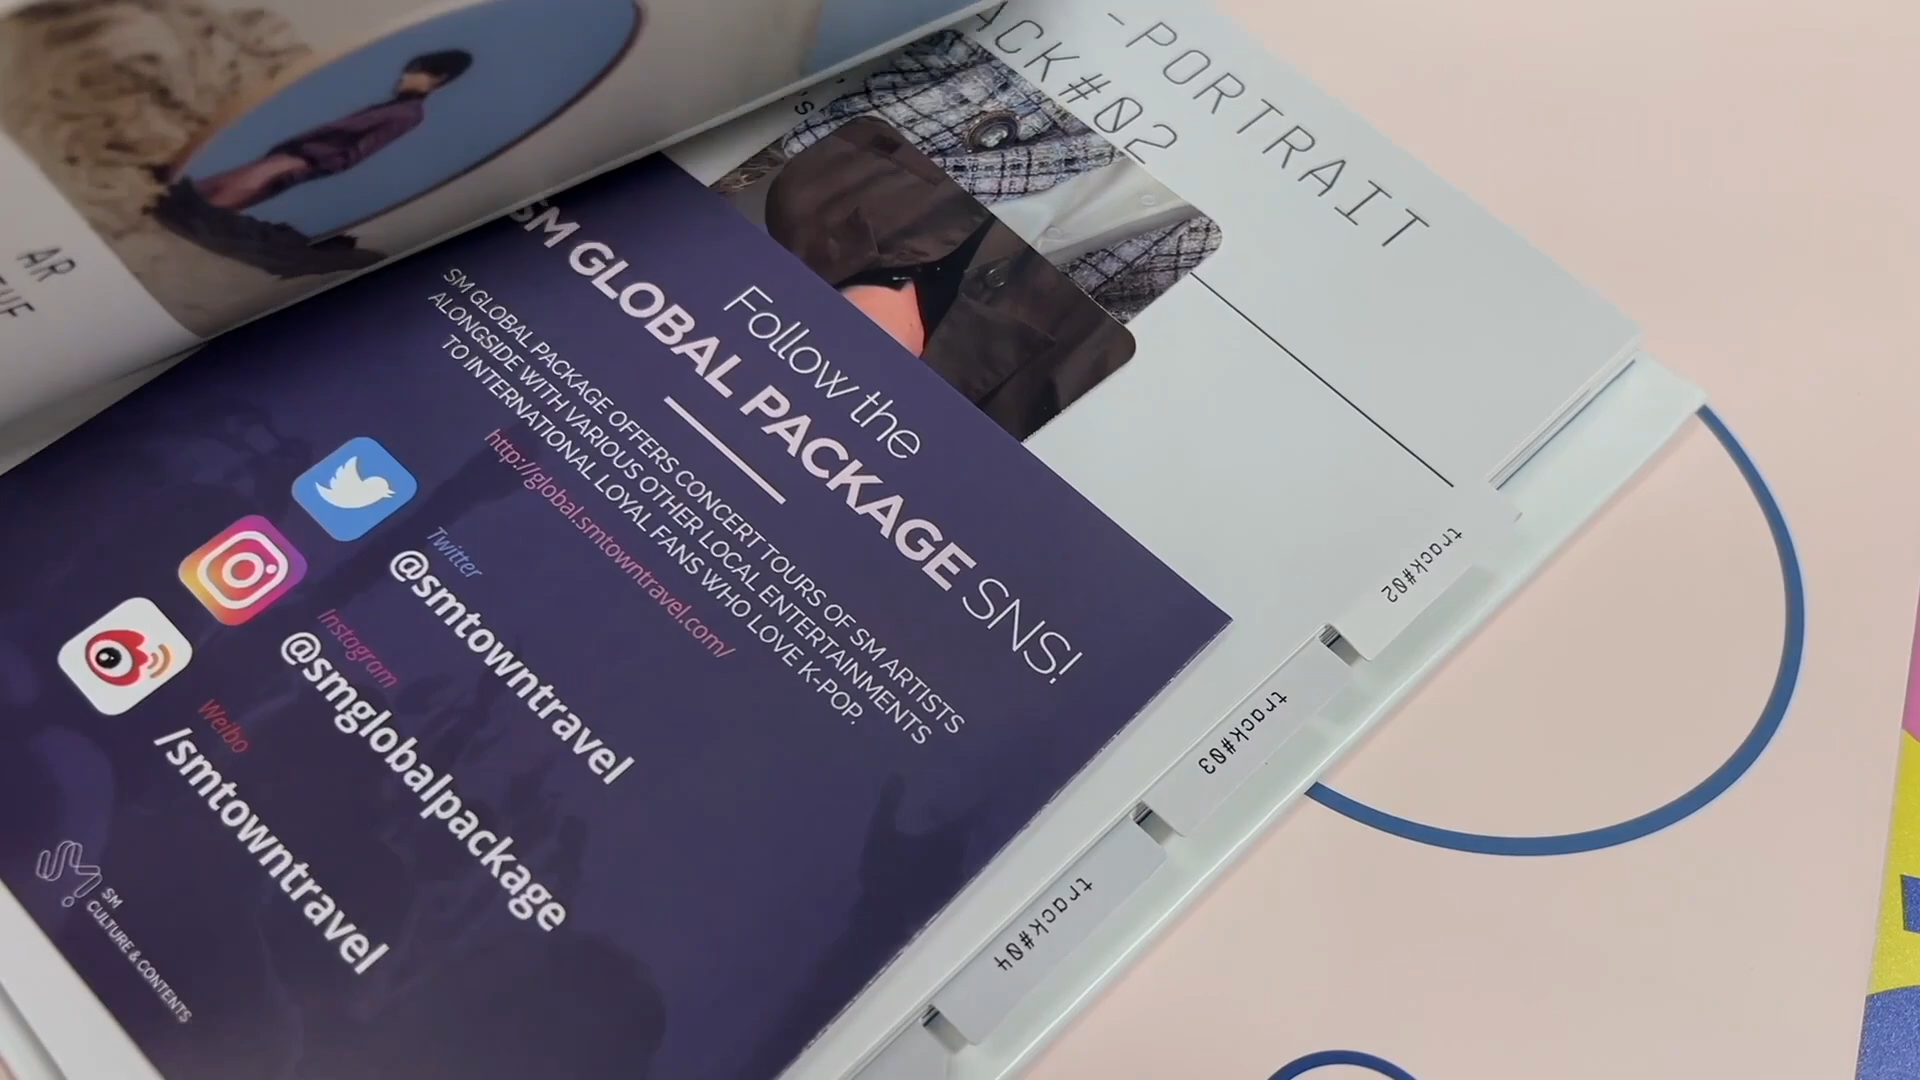 -PORTRAIT
ACK#02
AR
Follow the
SM GLOBAL PACKAGE SNS!
SM GLOBAL PACKAGE OFFERS CONCERT TOURS OF SM ARTISTS
ALONGSIDE WITH VARIOUS OTHER LOCAL ENTERTAINMENTS
TO INTERNATIONAL LOYAL FANS WHO LOVE K-POP.
http://global.smtowntravel.com/
Twitter
@smtowntravel
Instagram
@smglobalpackage
Weibo
/smtowntravel
SM
CULTURE & CONTENTS
track#02
track#03
track#04